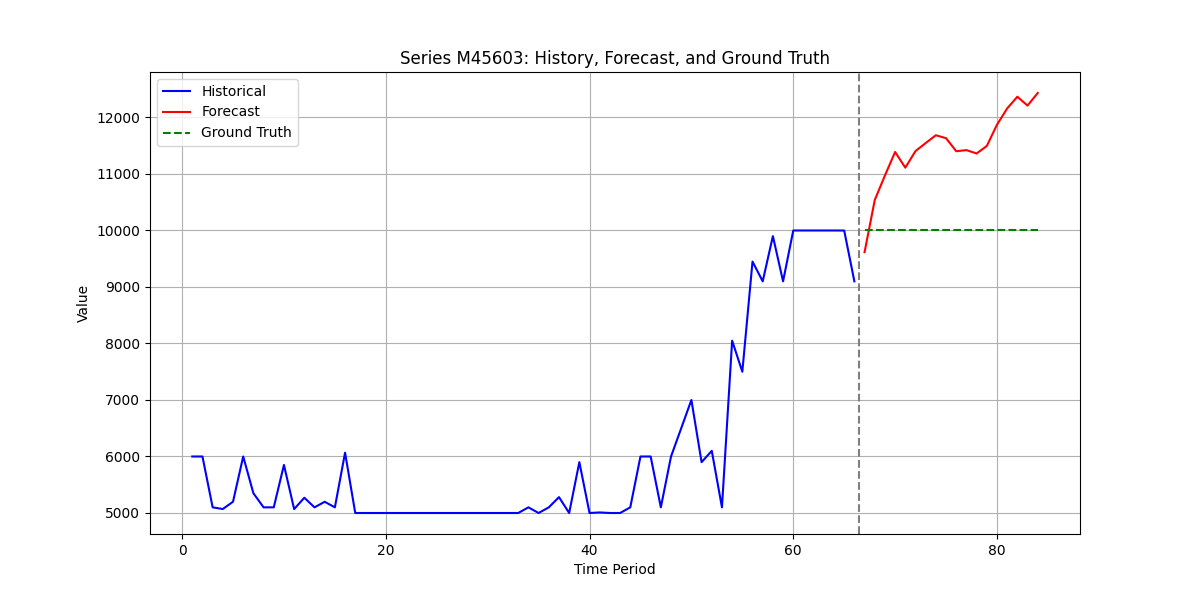 Series M45603: History, Forecast, and Ground Truth
Historical
Forecast
Ground Truth
12000
11000
10000
9000
8000
7000
6000
5000
Value
0
20
40
60
80
Time Period